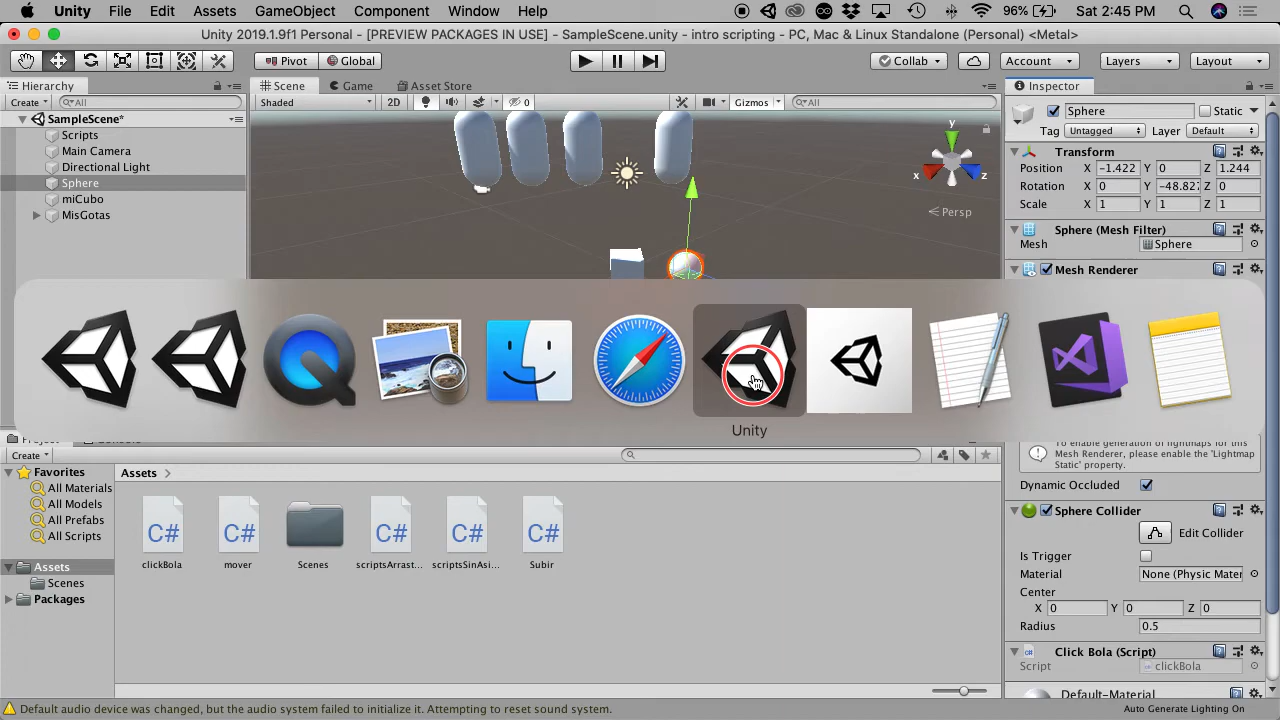 Unity File Edit Assets GameObject Component Window Help 96% Sat 2:45 PM
Unity 2019.1.9f1 Personal - [PREVIEW PACKAGES IN USE] - SampleScene.unity - intro scripting - PC, Mac & Linux Standalone (Personal) <Metal>
Pivot Global Collab Account Layers Layout
Hierarchy Scene Game Asset Store Inspector
Create All Shaded 2D 0 Gizmos All Sphere Static
SampleScene* Tag Untagged Layer Default
Scripts
Main Camera
Directional Light
Sphere
miCubo
MisGotas
y
x
z
Persp
Transform
Position X -1.422 Y 0 Z 1.244
Rotation X 0 Y -48.827 Z 0
Scale X 1 Y 1 Z 1
Sphere (Mesh Filter)
Mesh Sphere
Mesh Renderer
Unity
Create
Favorites
All Materials
All Models
All Prefabs
All Scripts
Assets
Scenes
Packages
Assets
C# C# C# C# C#
clickBola mover Scenes scriptsArrast... scriptsSinAsi... Subir
To enable generation of lightmaps for this
Mesh Renderer, please enable the 'Lightmap
Static' property.
Dynamic Occluded
Sphere Collider
Edit Collider
Is Trigger
Material None (Physic Mater
Center
X 0 Y 0 Z 0
Radius 0.5
Click Bola (Script)
Script clickBola
Default-Material
Default audio device was changed, but the audio system failed to initialize it. Attempting to reset sound system. Auto Generate Lighting On